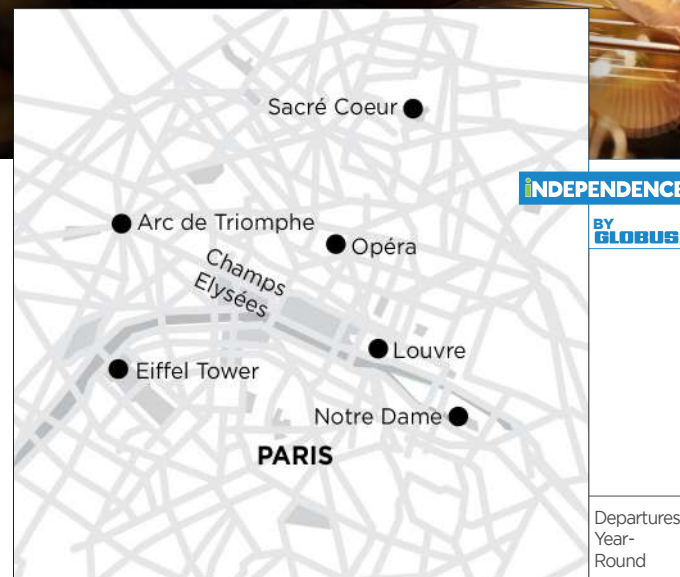 Sacré Coeur
Arc de Triomphe
Opéra
Champs
Elysées
Louvre
Eiffel Tower
Notre Dame
PARIS
iNDEPENDENCE
BY
GLOBUS
Departures
Year-
Round